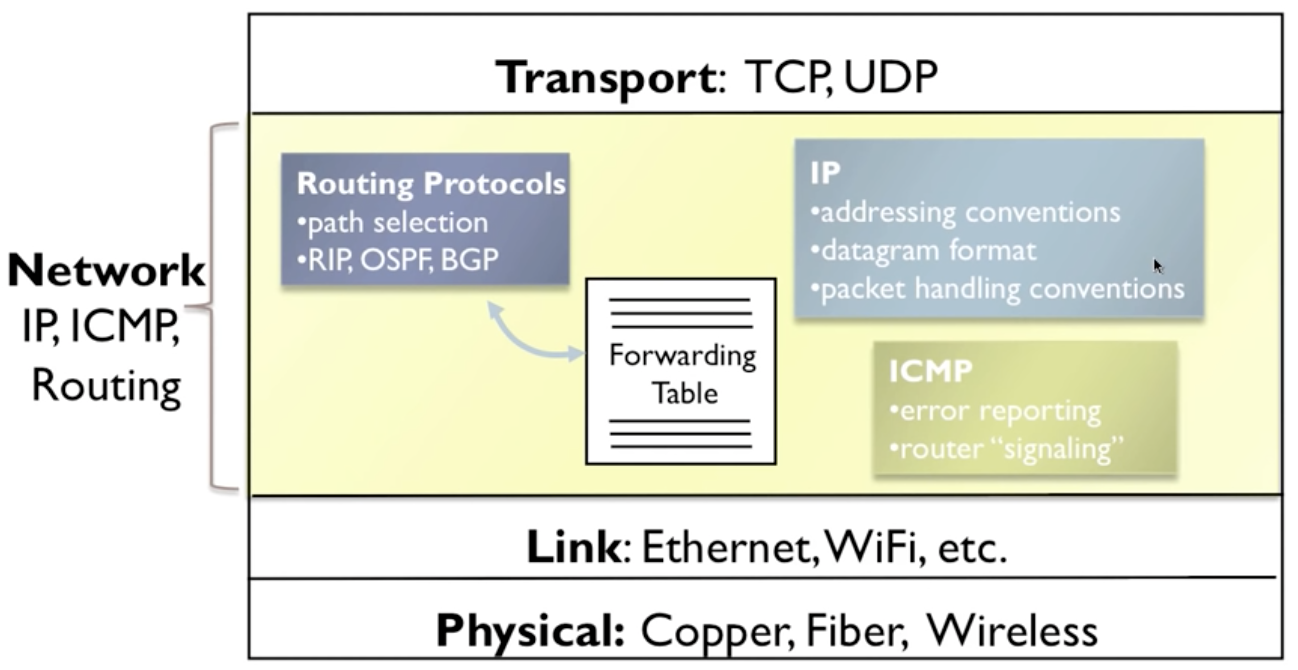 Transport: TCP, UDP
Network
IP, ICMP,
Routing
Routing Protocols
•path selection
•RIP, OSPF, BGP
Forwarding
Table
IP
•addressing conventions
•datagram format
•packet handling conventions
ICMP
•error reporting
•router “signaling”
Link: Ethernet, WiFi, etc.
Physical: Copper, Fiber, Wireless